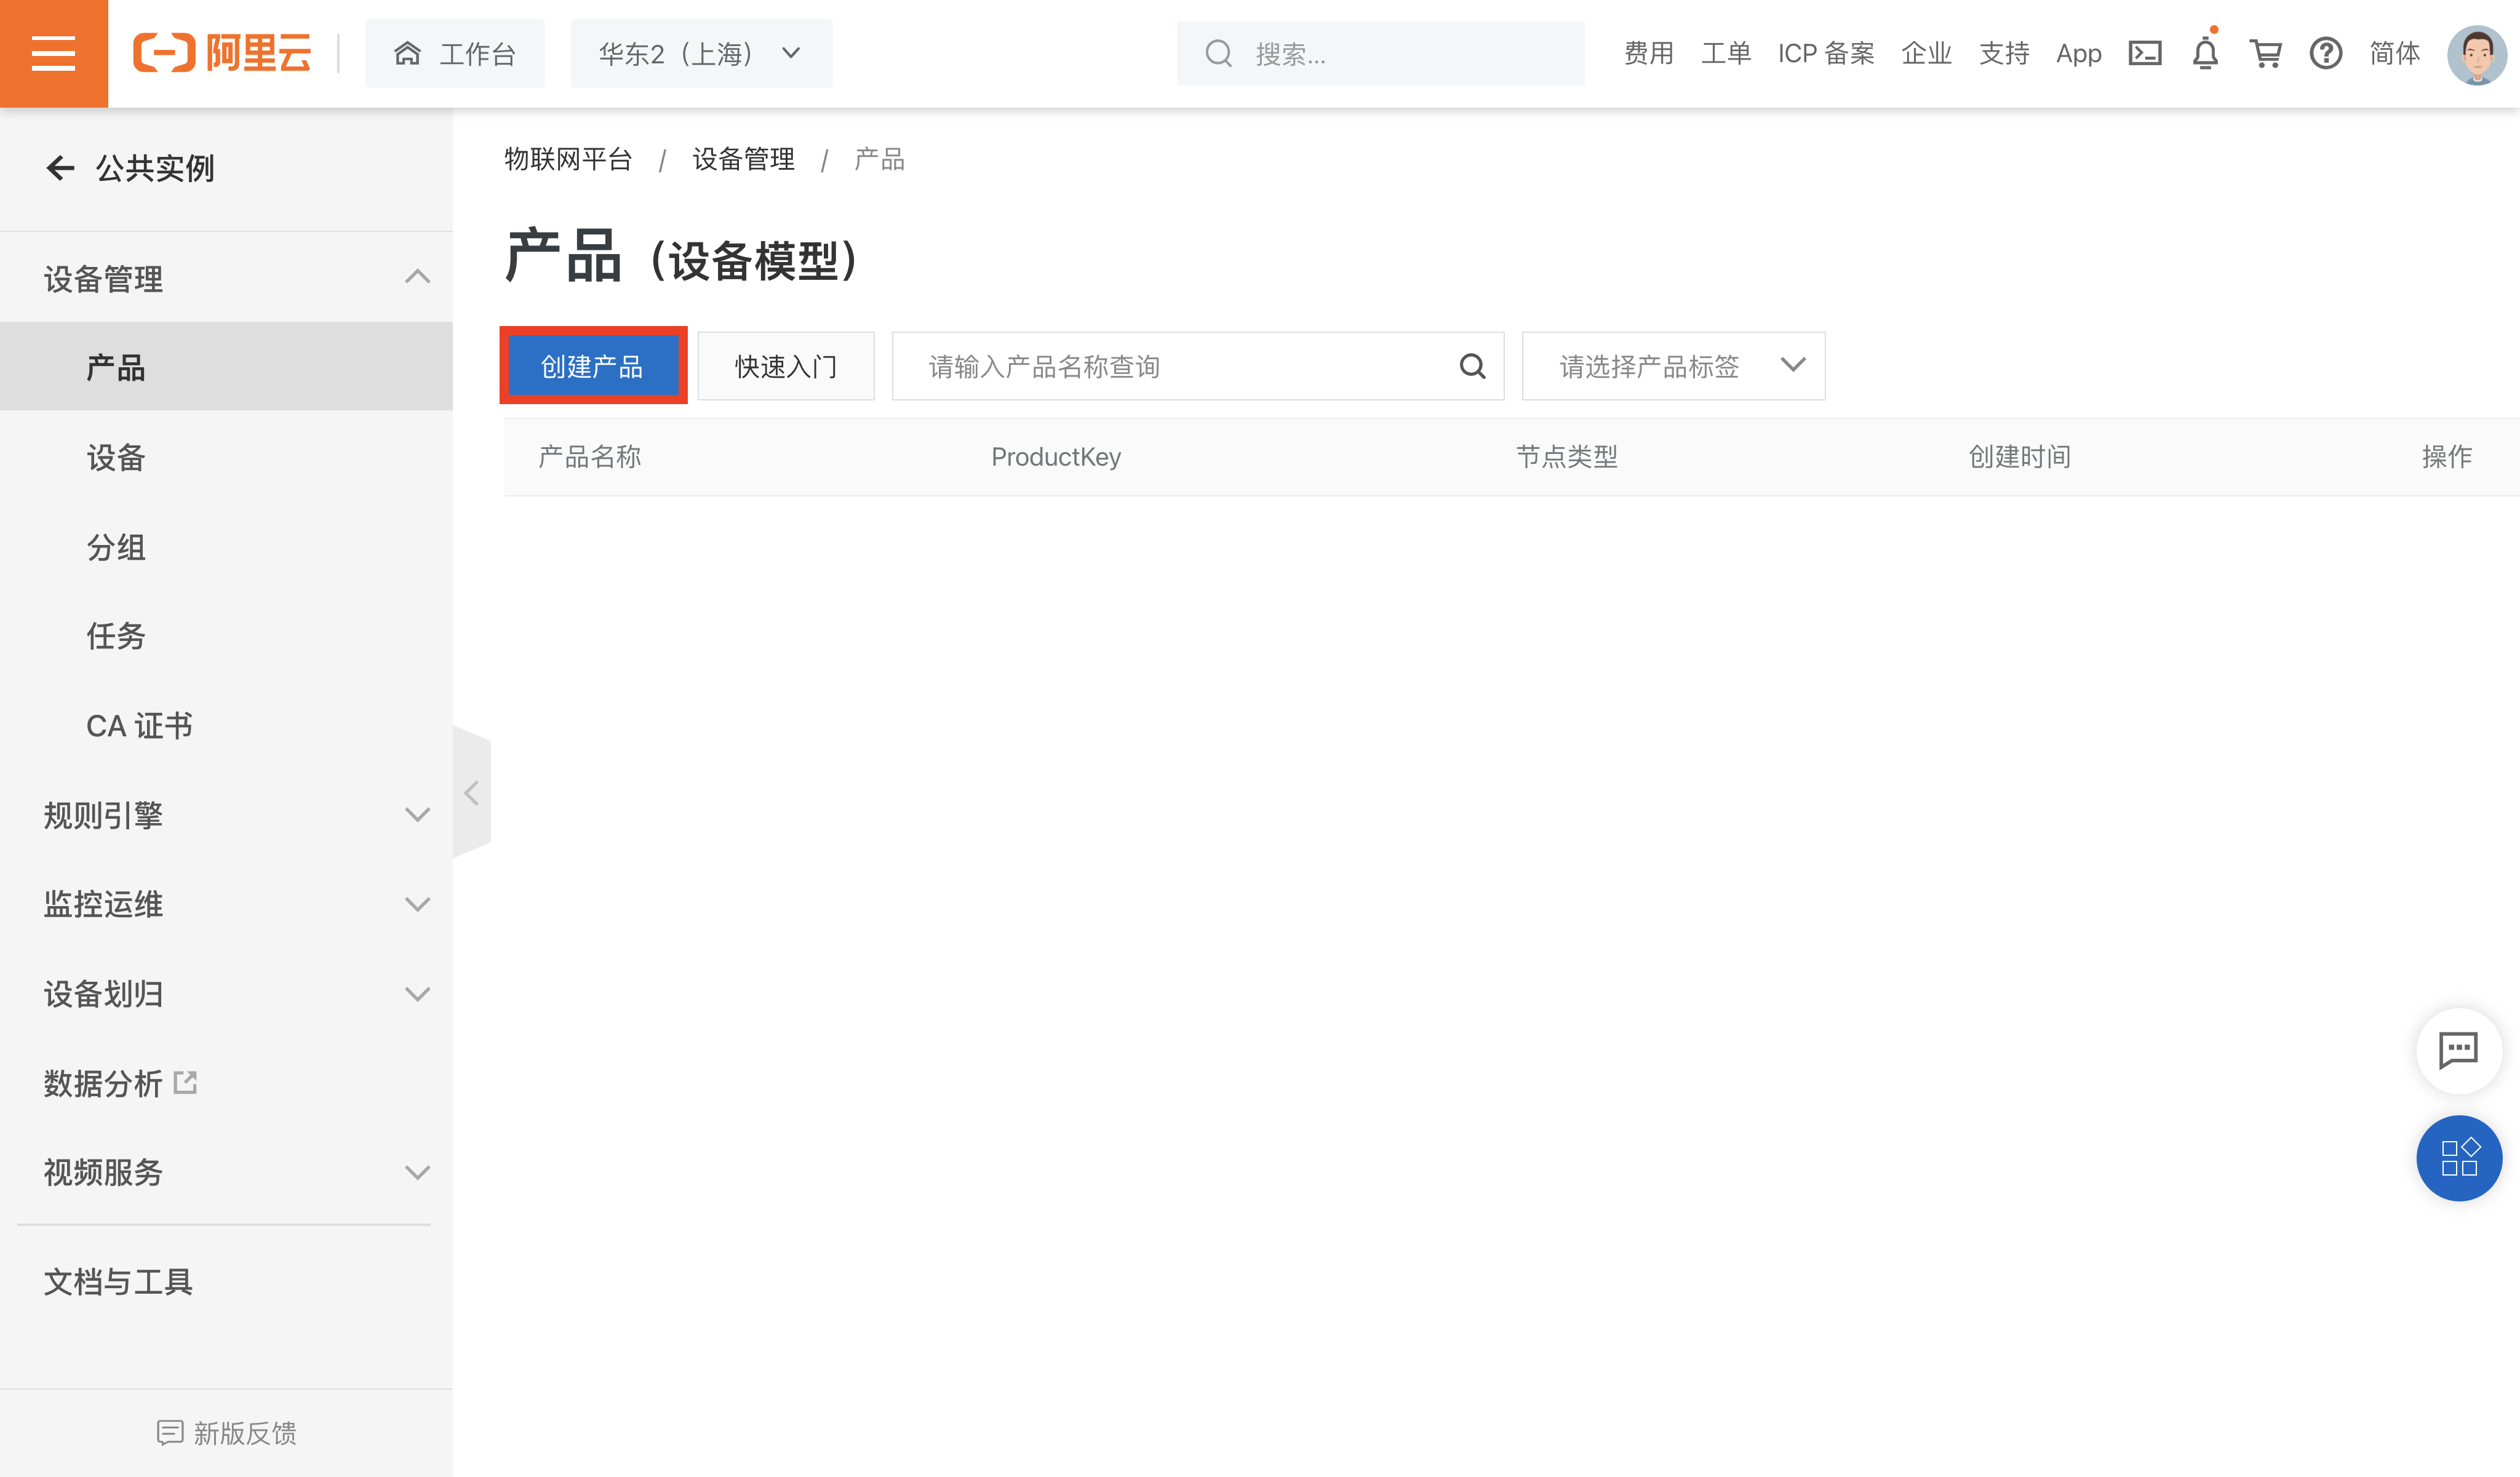 阿里云 工作台 华东2（上海） 搜索... 费用 工单 ICP 备案 企业 支持 App 简体
公共实例
设备管理
产品
设备
分组
任务
CA 证书
规则引擎
监控运维
设备划归
数据分析
视频服务
文档与工具
新版反馈
物联网平台 / 设备管理 / 产品
产品（设备模型）
创建产品 快速入门 请输入产品名称查询 请选择产品标签
产品名称 ProductKey 节点类型 创建时间 操作